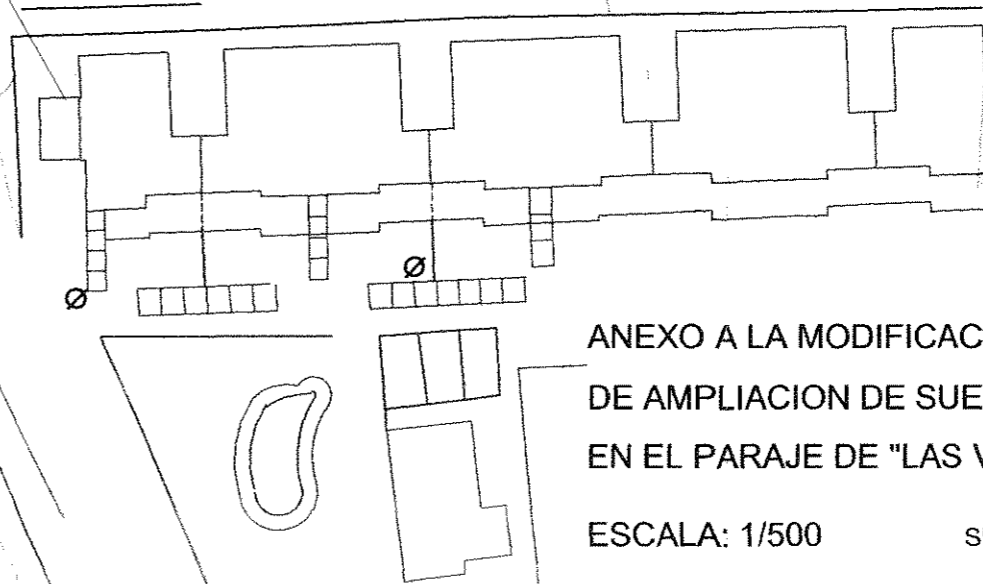 ANEXO A LA MODIFICAC
DE AMPLIACION DE SUE
EN EL PARAJE DE "LAS V
ESCALA: 1/500